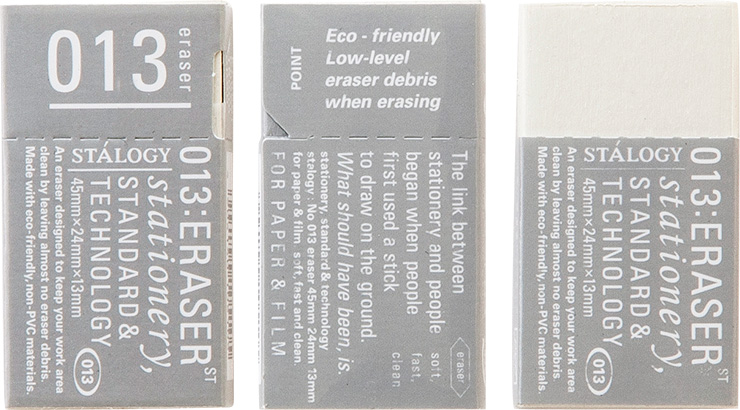 013
eraser
STÁLOGY
013:ERASER ST
stationery,
STANDARD &
TECHNOLOGY
45mm×24mm×13mm
An eraser designed to keep your work area
clean by leaving almost no eraser debris.
Made with eco-friendly, non-PVC materials.
013
POINT
Eco - friendly
Low-level
eraser debris
when erasing
The link between
stationery and people
began when people
first used a stick
to draw on the ground.
What should have been, is.
stationery, standard & technology
stalogy : No.013 eraser 45mm 24mm 13mm
for paper & film soft, fast and clean.
FOR PAPER & FILM
eraser
soft,
fast,
clean
STÁLOGY
013:ERASER ST
stationery,
STANDARD &
TECHNOLOGY
45mm×24mm×13mm
An eraser designed to keep your work area
clean by leaving almost no eraser debris.
Made with eco-friendly, non-PVC materials.
013